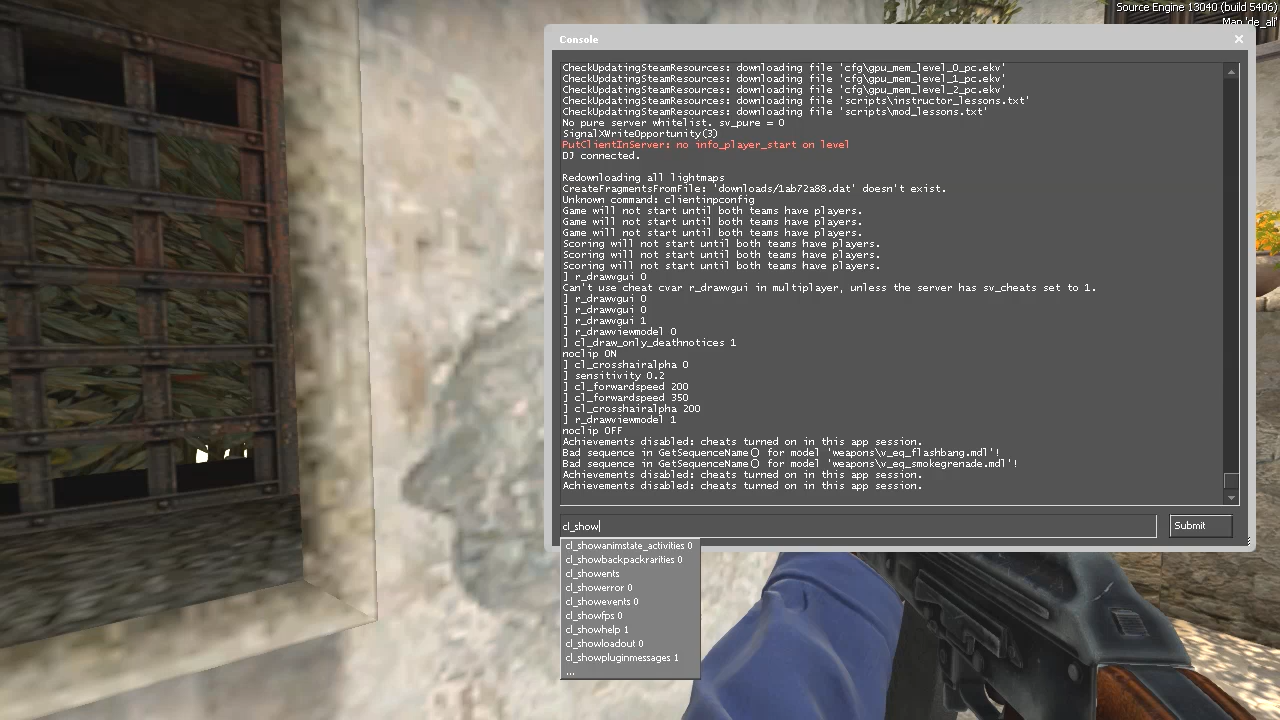 Source Engine 13040 (build 5406)
Map 'de_ali'
Console
CheckUpdatingSteamResources: downloading file 'cfg\gpu_mem_level_0_pc.ekv'
CheckUpdatingSteamResources: downloading file 'cfg\gpu_mem_level_1_pc.ekv'
CheckUpdatingSteamResources: downloading file 'cfg\gpu_mem_level_2_pc.ekv'
CheckUpdatingSteamResources: downloading file 'scripts\instructor_lessons.txt'
CheckUpdatingSteamResources: downloading file 'scripts\mod_lessons.txt'
No pure server whitelist. sv_pure = 0
SignalXWriteOpportunity(3)
PutClientInServer: no info_player_start on level
DJ connected.
Redownloading all lightmaps
CreateFragmentsFromFile: 'downloads/1ab72a88.dat' doesn't exist.
Unknown command: clientinpconfig
Game will not start until both teams have players.
Game will not start until both teams have players.
Game will not start until both teams have players.
Scoring will not start until both teams have players.
Scoring will not start until both teams have players.
Scoring will not start until both teams have players.
] r_drawvgui 0
Can't use cheat cvar r_drawvgui in multiplayer, unless the server has sv_cheats set to 1.
] r_drawvgui 0
] r_drawvgui 0
] r_drawvgui 1
] r_drawviewmodel 0
] cl_draw_only_deathnotices 1
noclip ON
] cl_crosshairalpha 0
] sensitivity 0.2
] cl_forwardspeed 200
] cl_forwardspeed 350
] cl_crosshairalpha 200
] r_drawviewmodel 1
noclip OFF
Achievements disabled: cheats turned on in this app session.
Bad sequence in GetSequenceName() for model 'weapons\v_eq_flashbang.mdl'!
Bad sequence in GetSequenceName() for model 'weapons\v_eq_smokegrenade.mdl'!
Achievements disabled: cheats turned on in this app session.
Achievements disabled: cheats turned on in this app session.
cl_show
Submit
cl_showanimstate_activities 0
cl_showbackpackrarities 0
cl_showents
cl_showerror 0
cl_showevents 0
cl_showfps 0
cl_showhelp 1
cl_showloadout 0
cl_showpluginmessages 1
...